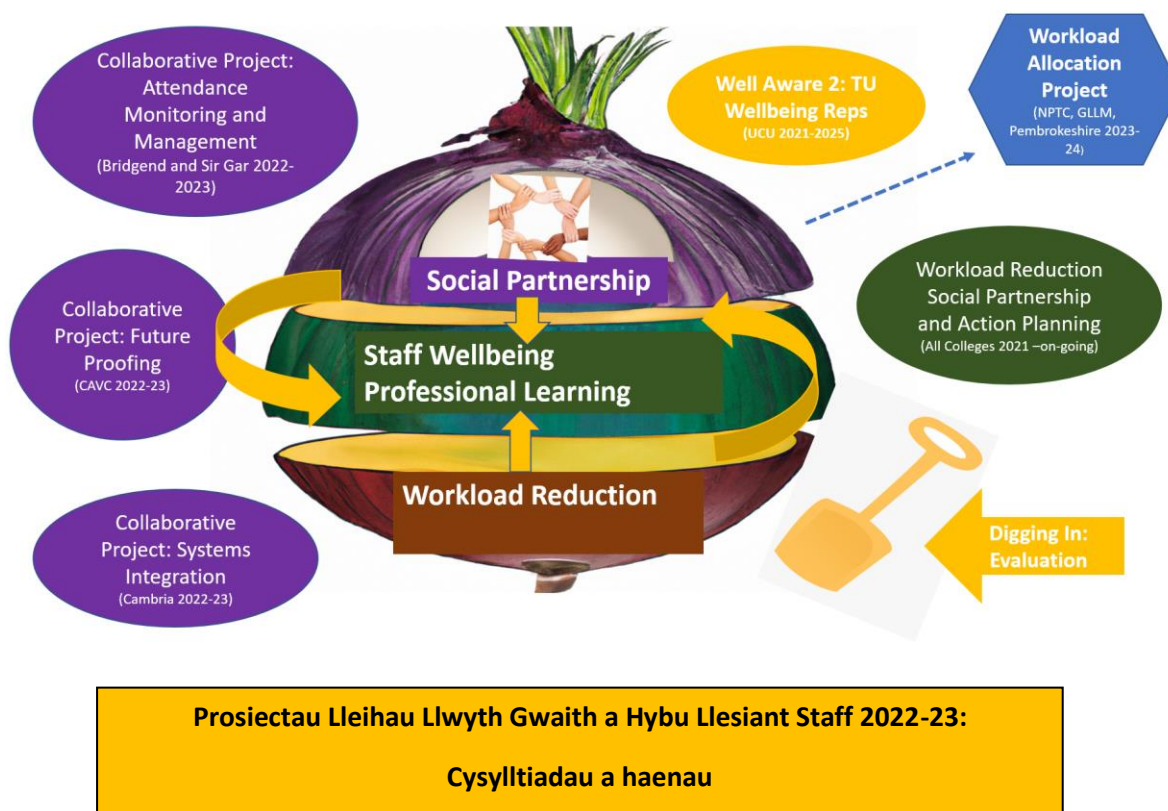 Collaborative Project:
Attendance
Monitoring and
Management
(Bridgend and Sir Gar 2022-
2023)
Well Aware 2: TU
Wellbeing Reps
(UCU 2021-2025)
Workload
Allocation
Project
(NPTC, GLLM,
Pembrokeshire 2023-
24)
Social Partnership
Collaborative
Project: Future
Proofing
(CAVC 2022-23)
Staff Wellbeing
Professional Learning
Workload Reduction
Social Partnership
and Action Planning
(All Colleges 2021 –on-going)
Workload Reduction
Collaborative
Project: Systems
Integration
(Cambria 2022-23)
Digging In:
Evaluation
Prosiectau Lleihau Llwyth Gwaith a Hybu Llesiant Staff 2022-23:
Cysylltiadau a haenau